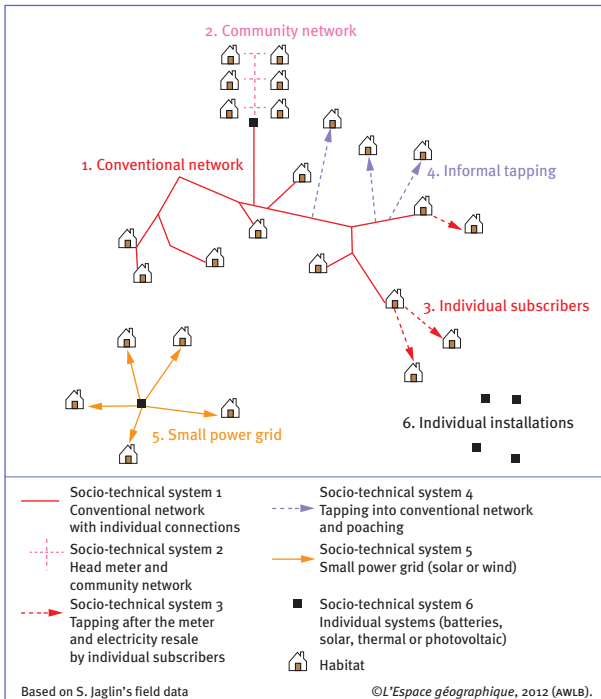 2. Community network
1. Conventional network
4. Informal tapping
3. Individual subscribers
5. Small power grid
6. Individual installations
Socio-technical system 1
Conventional network
with individual connections
Socio-technical system 2
Head meter and
community network
Socio-technical system 3
Tapping after the meter
and electricity resale
by individual subscribers
Socio-technical system 4
Tapping into conventional network
and poaching
Socio-technical system 5
Small power grid (solar or wind)
Socio-technical system 6
Individual systems (batteries,
solar, thermal or photovoltaic)
Habitat
Based on S. Jaglin's field data
©L'Espace géographique, 2012 (AWLB).